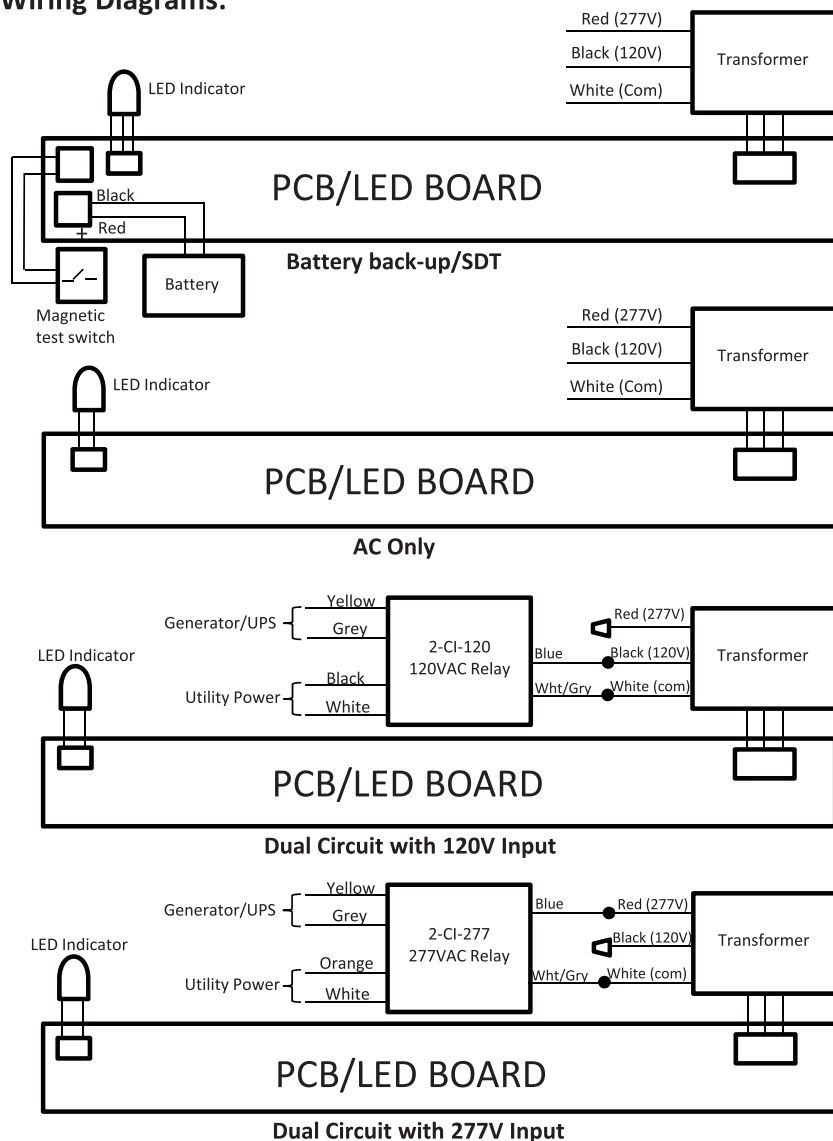 Wiring Diagrams:
Red (277V)
Black (120V)
White (Com)
Transformer
LED Indicator
PCB/LED BOARD
Black
+
Red
Battery
Magnetic
test switch
Battery back-up/SDT
Red (277V)
Black (120V)
White (Com)
Transformer
LED Indicator
PCB/LED BOARD
AC Only
Generator/UPS
Yellow
Grey
Utility Power
Black
White
2-CI-120
120VAC Relay
Blue
Wht/Gry
Red (277V)
Black (120V)
White (com)
Transformer
LED Indicator
PCB/LED BOARD
Dual Circuit with 120V Input
Generator/UPS
Yellow
Grey
Utility Power
Orange
White
2-CI-277
277VAC Relay
Blue
Wht/Gry
Red (277V)
Black (120V)
White (com)
Transformer
LED Indicator
PCB/LED BOARD
Dual Circuit with 277V Input